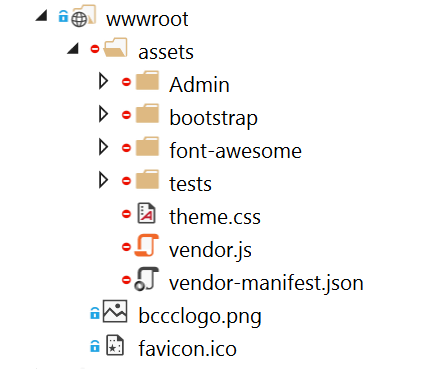 wwwroot
assets
Admin
bootstrap
font-awesome
tests
theme.css
vendor.js
vendor-manifest.json
bccclogo.png
favicon.ico